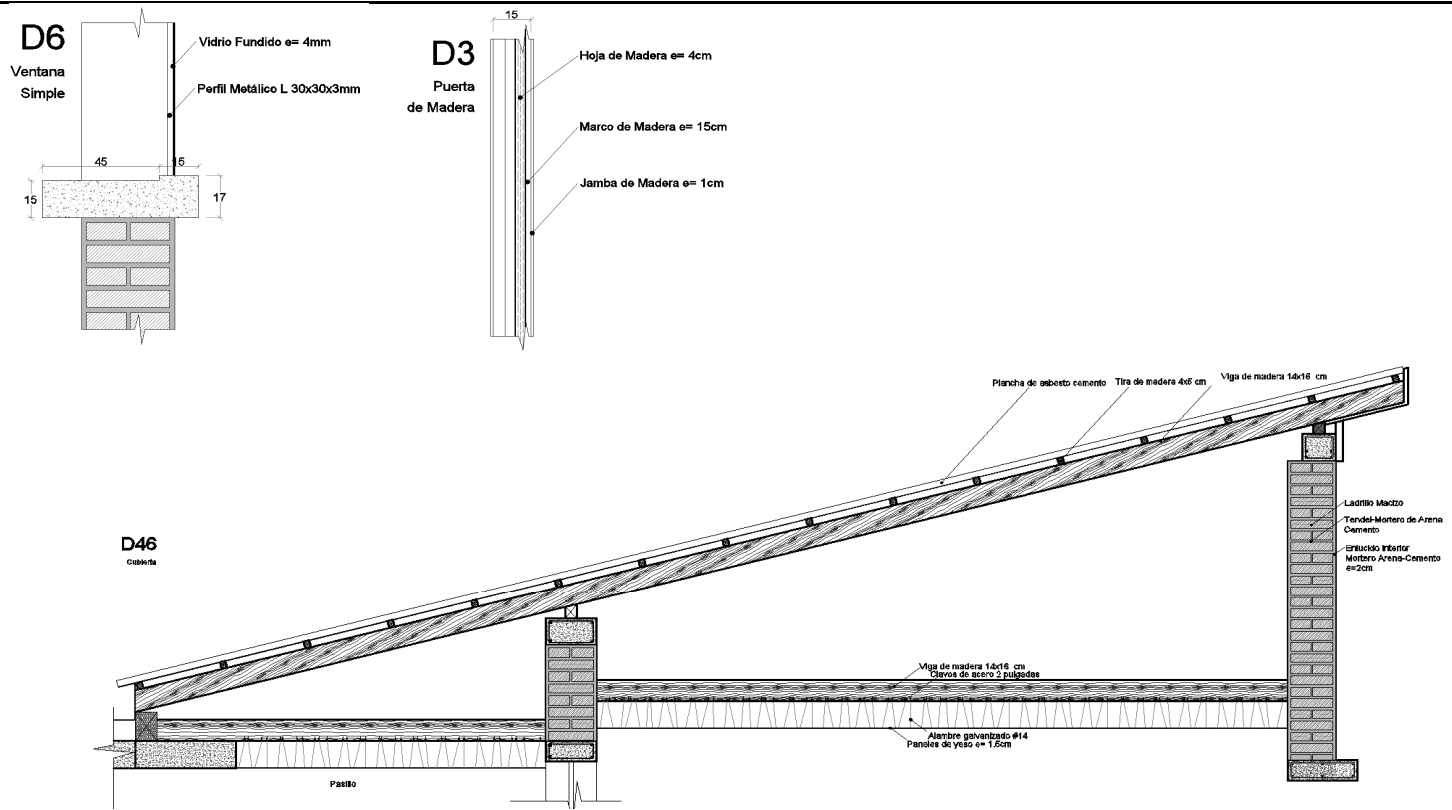 D6
Ventana
Simple
Vidrio Fundido e= 4mm
Perfil Metálico L 30x30x3mm
45
15
15
17
D3
Puerta
de Madera
15
Hoja de Madera e= 4cm
Marco de Madera e= 15cm
Jamba de Madera e= 1cm
Plancha de asbesto cemento
Tira de madera 4x5 cm
Viga de madera 14x16 cm
D46
Cubierta
Ladrillo Macizo
Tendel-Mortero de Arena
Cemento
Enlucido Interior
Mortero Arena-Cemento
e=2cm
Viga de madera 14x16 cm
Clavos de acero 2 pulgadas
Alambre galvanizado #14
Paneles de yeso e= 1.5cm
Pasillo